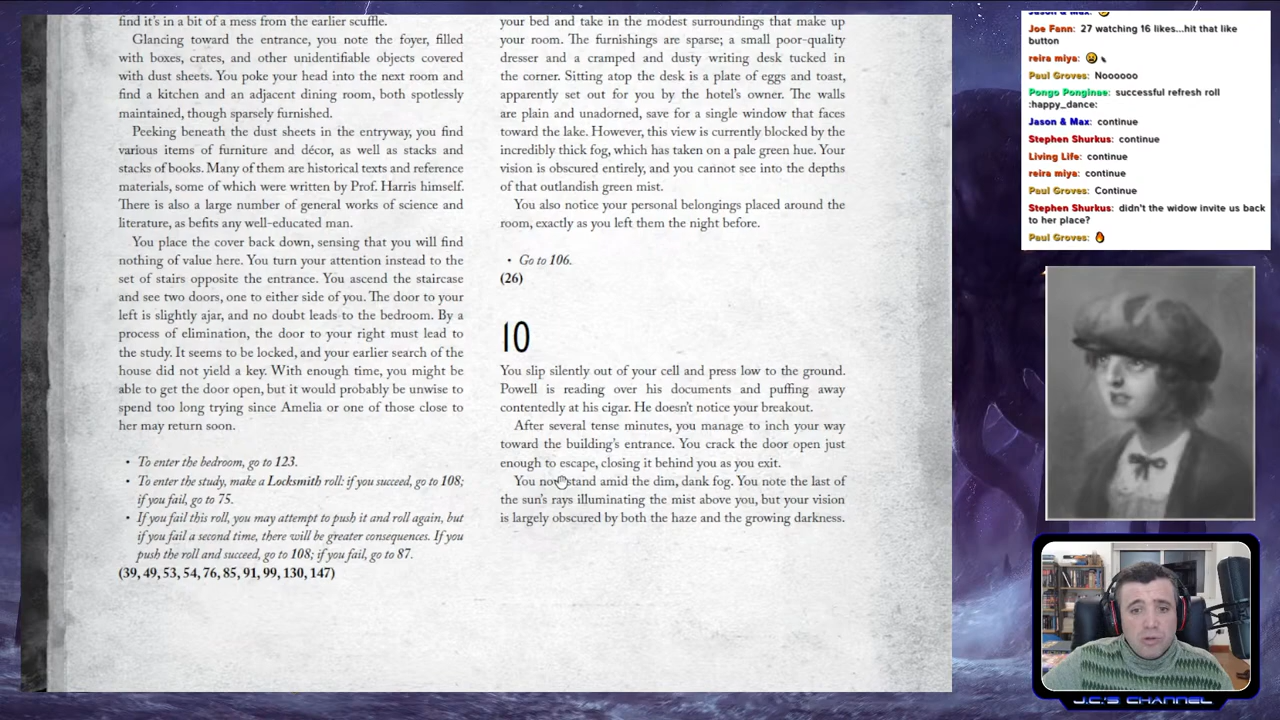 find it's in a bit of a mess from the earlier scuffle.
Glancing toward the entrance, you see a foyer, filled
with boxes, crates, and other unidentifiable objects covered
with dust sheets. You poke your head into the next room and
find a kitchen and an adjacent dining room, both spotlessly
maintained, though sparsely furnished.
Peeking beneath the dust sheets in the entryway, you find
various items of furniture and décor, including stacks and
stacks of books. Many of them are historical and reference
materials, some of which were written by Prof. Harris himself.
There is also a large number of general works of science and
literature, as befits any well-educated man.
You place the cover back down, sensing that you will find
nothing of value here. You turn your attention instead to the
set of stairs opposite the entrance. You ascend the staircase
and see two doors, one to either side of you. The door to your
left is slightly ajar, and no doubt leads to the bedroom. By a
process of elimination, the door to your right must lead to
the study. It seems to be locked, and your earlier search of the
house did not yield a key. With enough time, you might be
able to get the door open, but it would probably be unwise to
spend too long trying since Amelia or one of those close to
her may return soon.
• To enter the bedroom, go to 123.
• To enter the study, make a Locksmith roll: if you succeed, go to 108;
if you fail, go to 75.
• If you fail this roll, you may attempt to push it and roll again, but
if you fail a second time, there will be greater consequences. If you
push the roll and succeed, go to 108; if you fail, go to 87.
(39, 49, 53, 54, 76, 85, 91, 99, 130, 147)
your bed and take in the modest surroundings that make up
your room. The furnishings are sparse; a small poor-quality
dresser and a cramped and dusty writing desk tucked in
the corner. Sitting atop the desk is a plate of eggs and toast,
apparently set out for you by the hotel's owner. The walls
are plain and unadorned, save for a single window that faces
toward the lake. However, this view is currently blocked by the
incredibly thick fog, which has taken on a pale green hue. Your
vision is obscured entirely, and you cannot see into the depths
of that outlandish green mist.
You also notice your personal belongings placed around the
room, exactly as you left them the night before.
• Go to 106.
(26)
10
You slip silently out of your cell and press low to the ground.
Powell is reading over his documents and puffing away
contentedly at his cigar. He doesn't notice your breakout.
After several tense minutes, you manage to inch your way
toward the building's entrance. You crack the door open just
enough to escape, closing it behind you as you exit.
You now stand amid the dim, dank fog. You note the last of
the sun's rays illuminating the mist above you, but your vision
is largely obscured by both the haze and the growing darkness.
Jason & Max:
Joe Fann: 27 watching 16 likes...hit that like
button
reira miya:
Paul Groves: Noooooo
Pongo Ponginae: successful refresh roll
:happy_dance:
Jason & Max: continue
Stephen Shurkus: continue
Living Life: continue
reira miya: continue
Paul Groves: Continue
Stephen Shurkus: didn't the widow invite us back
to her place?
Paul Groves:
J.C.'S CHANNEL